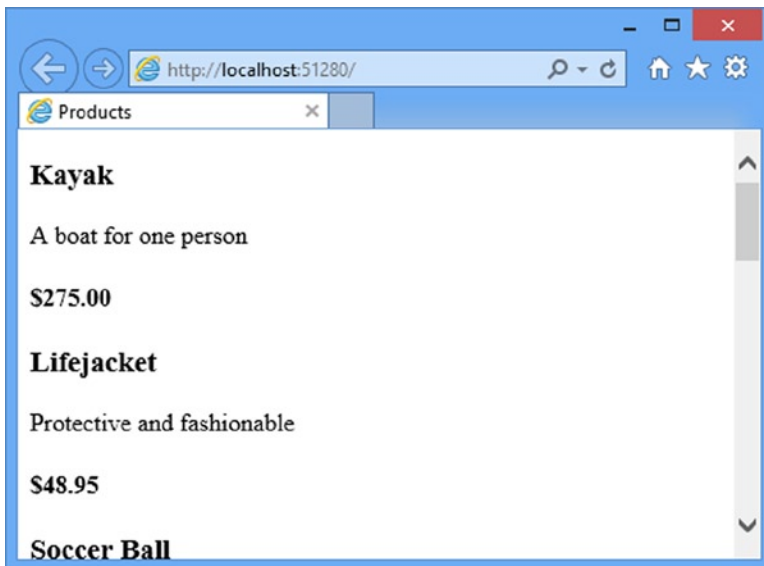 http://localhost:51280/
Products
Kayak
A boat for one person
$275.00
Lifejacket
Protective and fashionable
$48.95
Soccer Ball